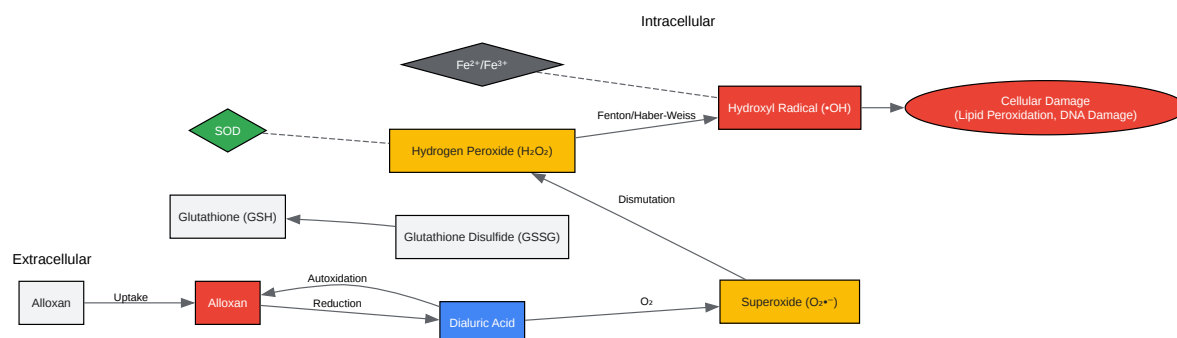 Intracellular
Fe²⁺/Fe³⁺
Hydroxyl Radical (•OH)
Cellular Damage
(Lipid Peroxidation, DNA Damage)
Fenton/Haber-Weiss
SOD
Hydrogen Peroxide (H₂O₂)
Dismutation
Glutathione (GSH)
Glutathione Disulfide (GSSG)
Extracellular
Alloxan
Uptake
Alloxan
Autoxidation
Reduction
Dialuric Acid
O₂
Superoxide (O₂•⁻)